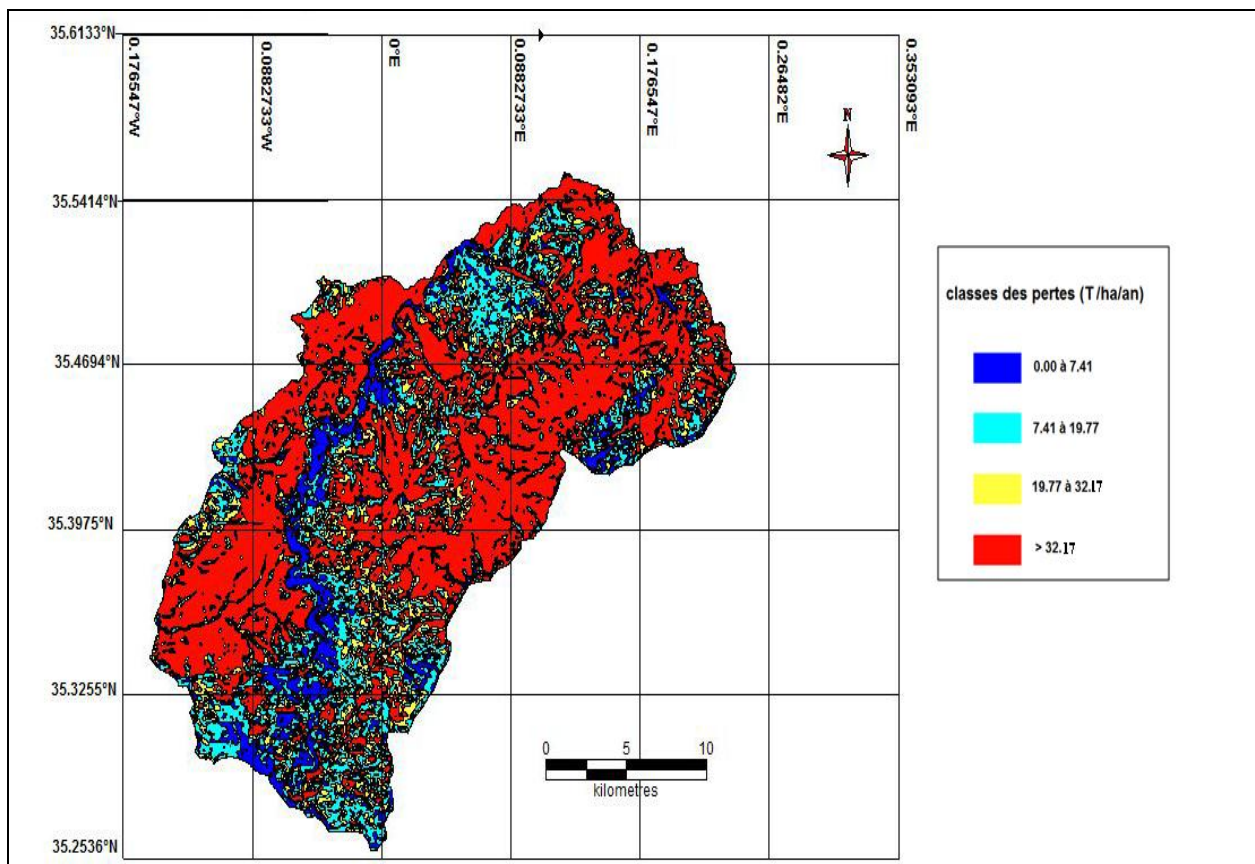 35.6133°N
0.176547°W
0.0882733°W
0°E
0.0882733°E
0.176547°E
0.26482°E
0.353093°E
N
35.5414°N
classes des pertes (T/ha/an)
35.4694°N
0.00 à 7.41
7.41 à 19.77
19.77 à 32.17
35.3975°N
> 32.17
35.3255°N
0 5 10
kilometres
35.2536°N